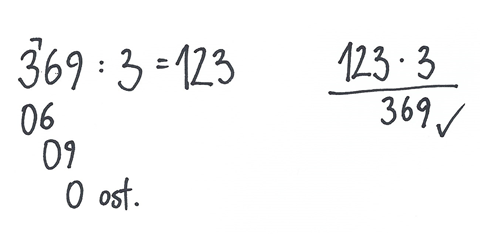 369 : 3 = 123
06
09
0 ost.
123 · 3
369 ✓